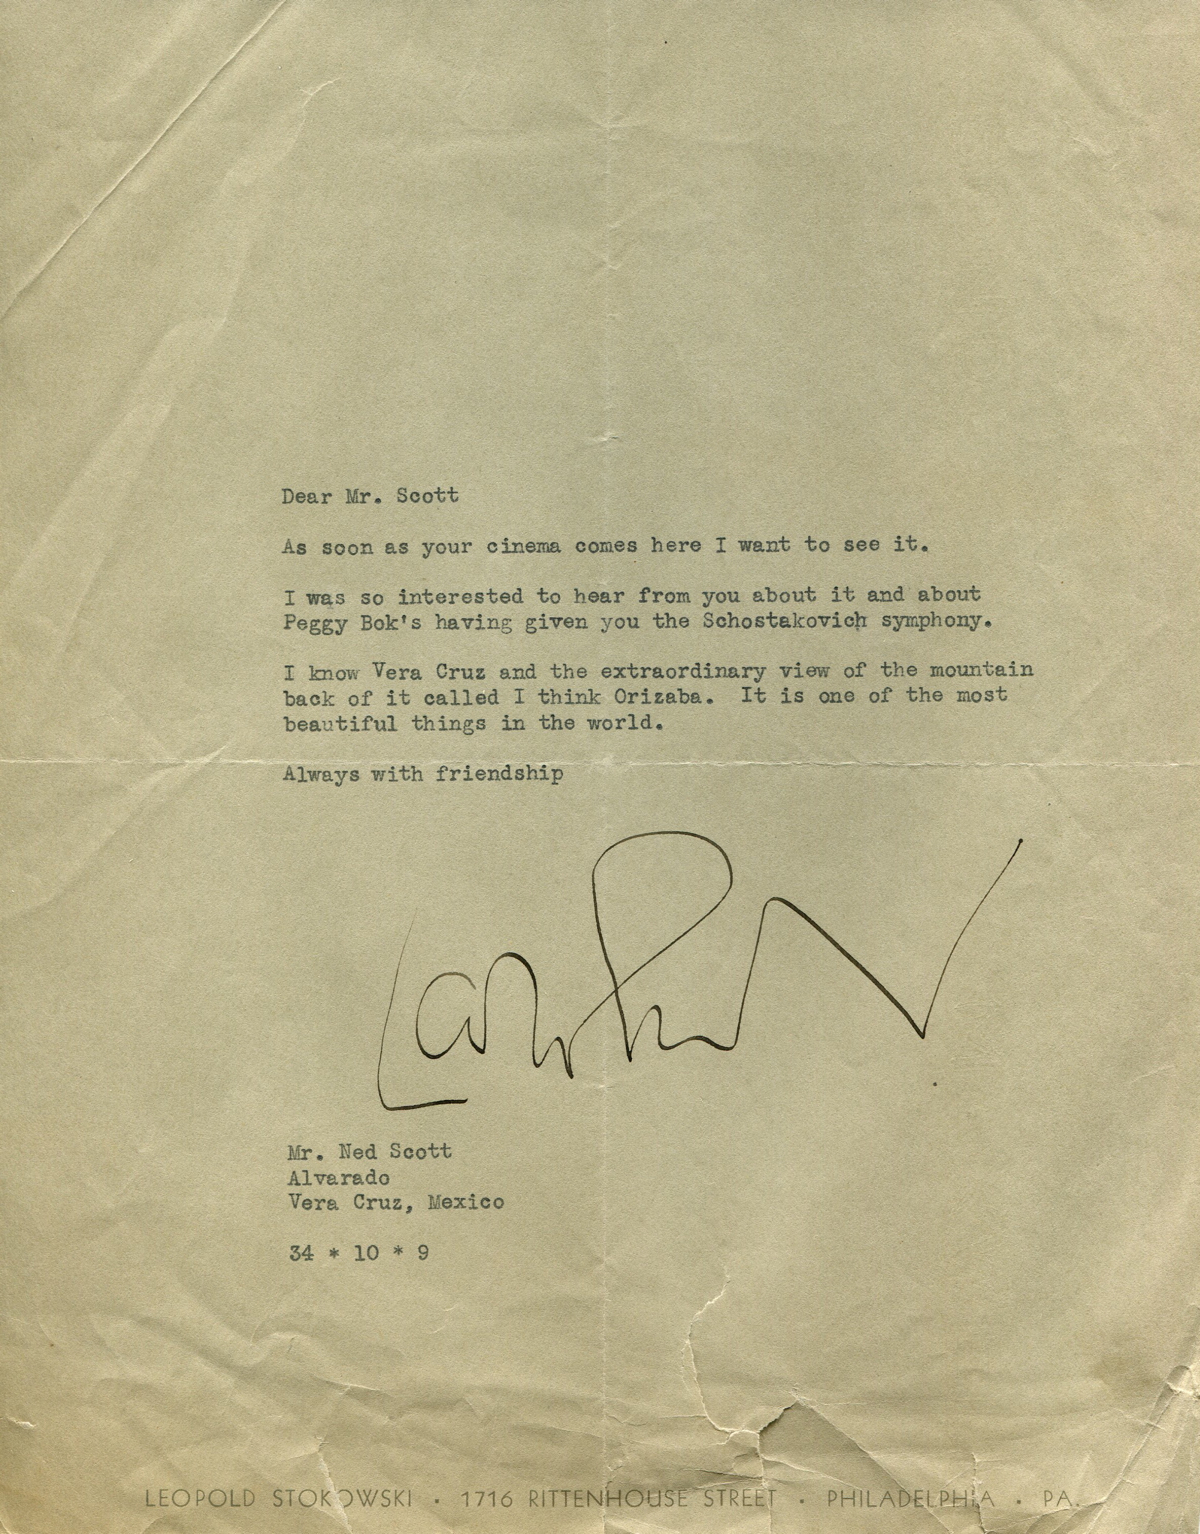 Dear Mr. Scott
As soon as your cinema comes here I want to see it.
I was so interested to hear from you about it and about
Peggy Bok's having given you the Schostakovich symphony.
I know Vera Cruz and the extraordinary view of the mountain
back of it called I think Orizaba. It is one of the most
beautiful things in the world.
Always with friendship
Mr. Ned Scott
Alvarado
Vera Cruz, Mexico
34 * 10 * 9
LEOPOLD STOKOWSKI · 1716 RITTENHOUSE STREET · PHILADELPHIA · PA.